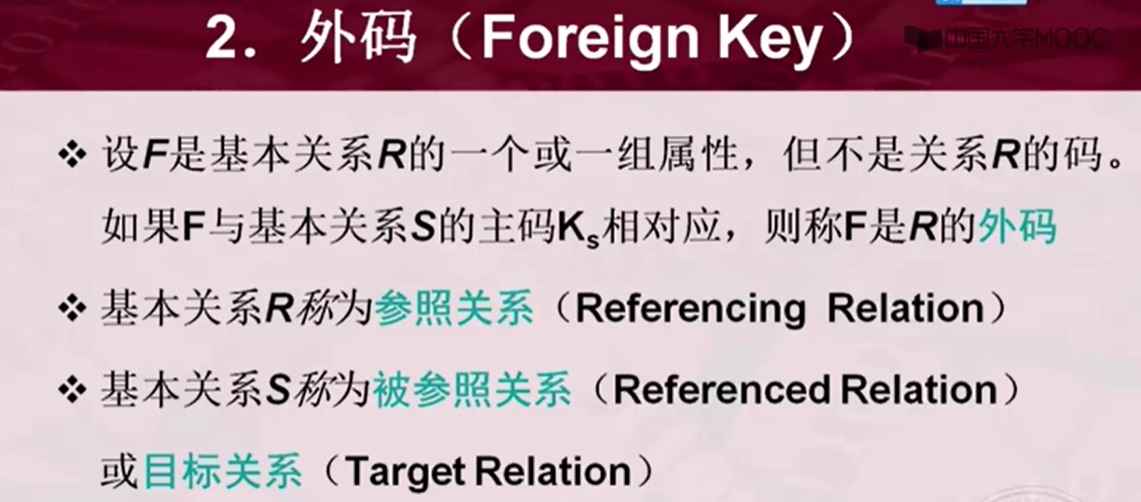 2. 外码（Foreign Key）
中国大学MOOC
❖ 设F是基本关系R的一个或一组属性，但不是关系R的码。
如果F与基本关系S的主码Ks相对应，则称F是R的外码
❖ 基本关系R称为参照关系（Referencing Relation）
❖ 基本关系S称为被参照关系（Referenced Relation）
或目标关系（Target Relation）